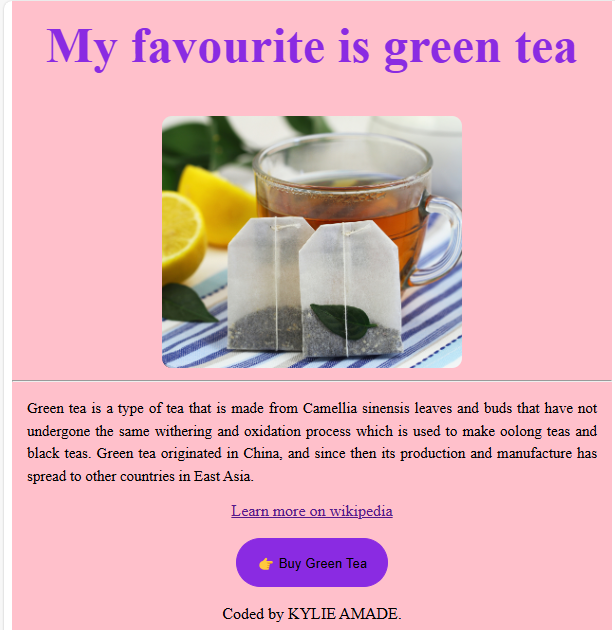 My favourite is green tea
Green tea is a type of tea that is made from Camellia sinensis leaves and buds that have not
undergone the same withering and oxidation process which is used to make oolong teas and
black teas. Green tea originated in China, and since then its production and manufacture has
spread to other countries in East Asia.
Learn more on wikipedia
👉 Buy Green Tea
Coded by KYLIE AMADE.